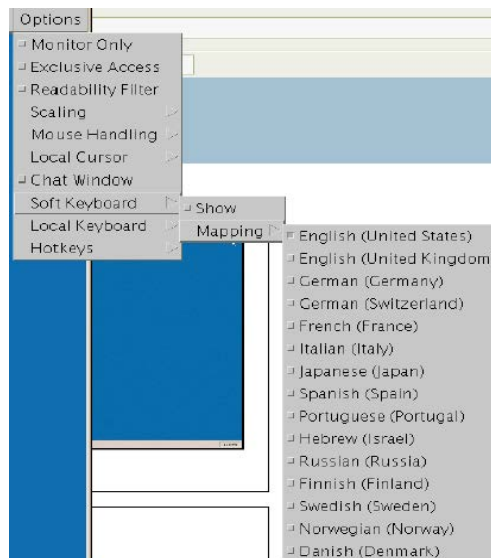 Options
Monitor Only
Exclusive Access
Readability Filter
Scaling
Mouse Handling
Local Cursor
Chat Window
Soft Keyboard
Local Keyboard
Hotkeys
Show
Mapping
English (United States)
English (United Kingdom
German (Germany)
German (Switzerland)
French (France)
Italian (Italy)
Japanese (Japan)
Spanish (Spain)
Portuguese (Portugal)
Hebrew (Israel)
Russian (Russia)
Finnish (Finland)
Swedish (Sweden)
Norwegian (Norway)
Danish (Denmark)